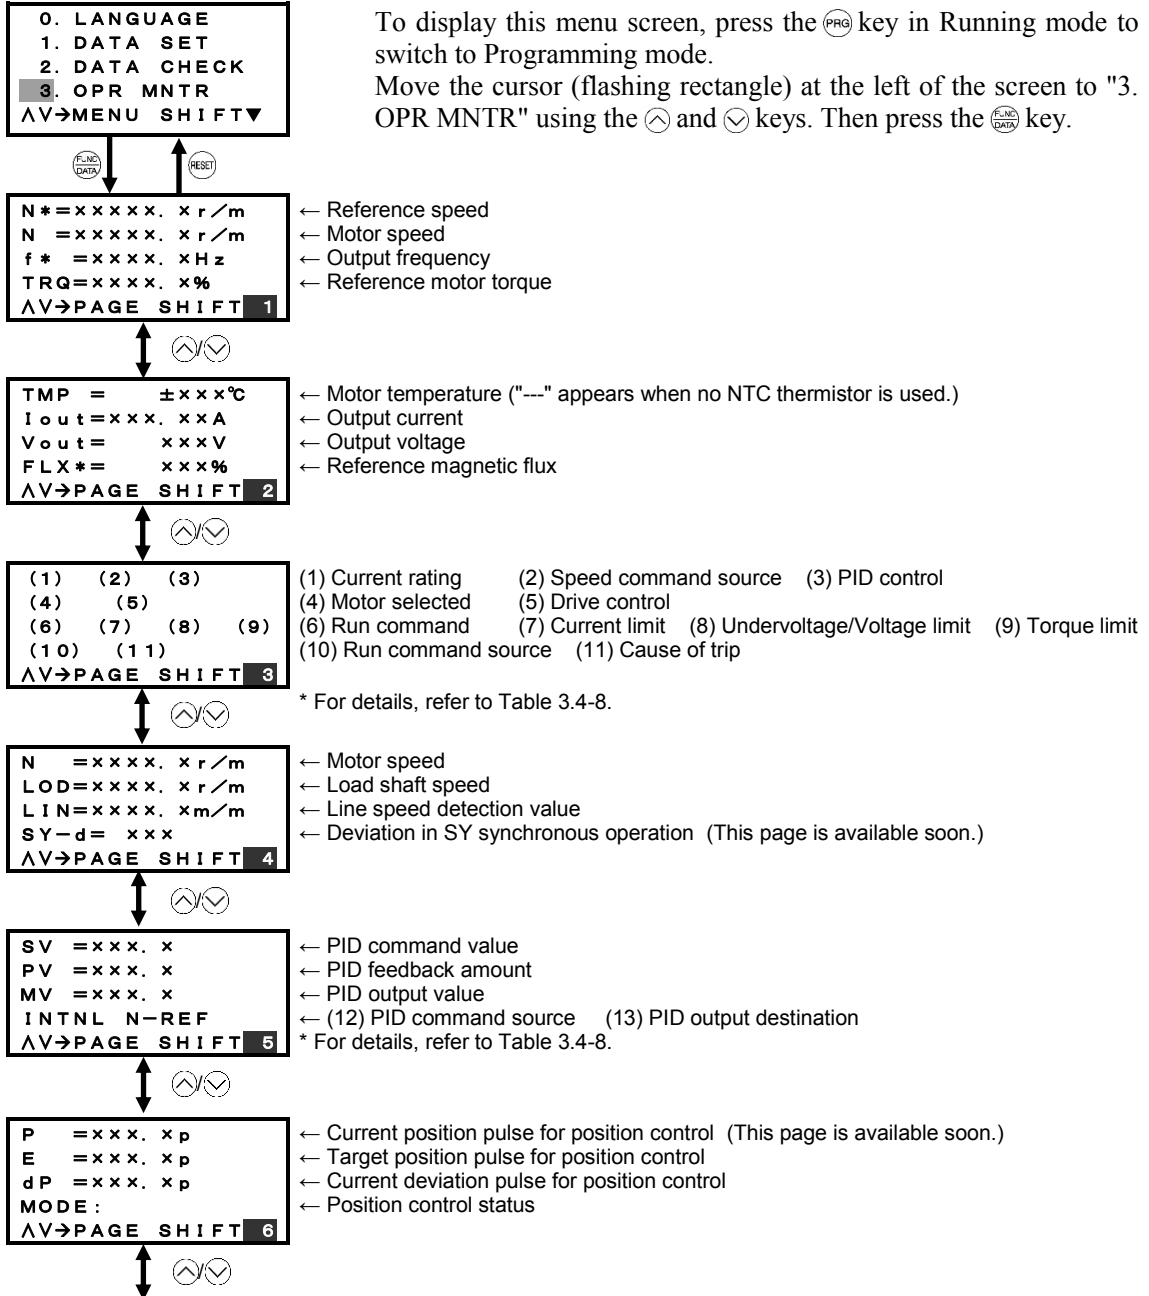 0. LANGUAGE
1. DATA SET
2. DATA CHECK
3. OPR MNTR
∧∨→MENU SHIFT▼
To display this menu screen, press the PRG key in Running mode to
switch to Programming mode.
Move the cursor (flashing rectangle) at the left of the screen to "3.
OPR MNTR" using the ∧ and ∨ keys. Then press the FUNC/DATA key.
FUNC
DATA
RESET
N*=×××××. ×r/m ← Reference speed
N =×××××. ×r/m ← Motor speed
f* =××××. ×Hz ← Output frequency
TRQ=××××. ×% ← Reference motor torque
∧∨→PAGE SHIFT 1
∧/∨
TMP = ±×××℃ ← Motor temperature ("---" appears when no NTC thermistor is used.)
Iout=×××. ××A ← Output current
Vout= ×××V ← Output voltage
FLX*= ×××% ← Reference magnetic flux
∧∨→PAGE SHIFT 2
∧/∨
(1) (2) (3) (1) Current rating (2) Speed command source (3) PID control
(4) (5) (4) Motor selected (5) Drive control
(6) (7) (8) (9) (6) Run command (7) Current limit (8) Undervoltage/Voltage limit (9) Torque limit
(10) (11) (10) Run command source (11) Cause of trip
∧∨→PAGE SHIFT 3
* For details, refer to Table 3.4-8.
∧/∨
N =××××. ×r/m ← Motor speed
LOD=××××. ×r/m ← Load shaft speed
LIN=××××. ×m/m ← Line speed detection value
SY-d= ××× ← Deviation in SY synchronous operation (This page is available soon.)
∧∨→PAGE SHIFT 4
∧/∨
SV =×××. × ← PID command value
PV =×××. × ← PID feedback amount
MV =×××. × ← PID output value
INTNL N-REF ← (12) PID command source (13) PID output destination
∧∨→PAGE SHIFT 5 * For details, refer to Table 3.4-8.
∧/∨
P =×××. ×p ← Current position pulse for position control (This page is available soon.)
E =×××. ×p ← Target position pulse for position control
dP =×××. ×p ← Current deviation pulse for position control
MODE: ← Position control status
∧∨→PAGE SHIFT 6
∧/∨